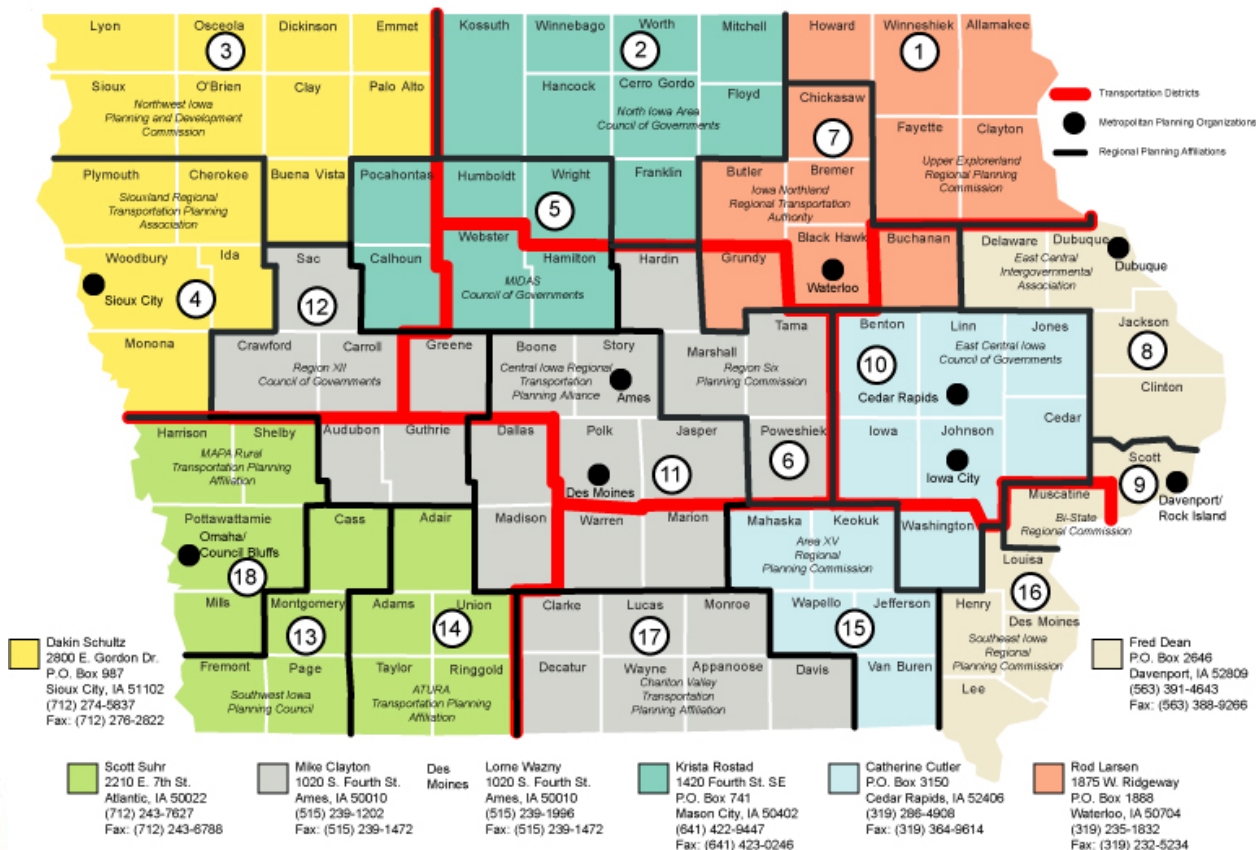 Lyon
Osceola
Dickinson
Emmet
3
Sioux
O'Brien
Clay
Palo Alto
Northwest Iowa
Planning and Development
Commission
Kossuth
Winnebago
Worth
Mitchell
2
Hancock
Cerro Gordo
Floyd
North Iowa Area
Council of Governments
Franklin
Howard
Winneshiek
Allamakee
1
Fayette
Clayton
Upper Explorerland
Regional Planning
Commission
Chickasaw
7
Butler
Bremer
Iowa Northland
Regional Transportation
Authority
Grundy
Black Hawk
Waterloo
Buchanan
Transportation Districts
Metropolitan Planning Organizations
Regional Planning Affiliations
Plymouth
Cherokee
Buena Vista
Siouxland Regional
Transportation Planning
Association
Woodbury
Ida
Sioux City
4
Monona
Pocahontas
Humboldt
Wright
5
Calhoun
Webster
Hamilton
MIDAS
Council of Governments
Sac
12
Crawford
Carroll
Greene
Region XII
Council of Governments
Audubon
Guthrie
Boone
Story
Central Iowa Regional
Transportation
Planning Alliance
Ames
Dallas
Polk
Jasper
Des Moines
11
Madison
Warren
Marion
Hardin
Marshall
Tama
Region Six
Planning Commission
Poweshiek
6
Delaware
Dubuque
East Central
Intergovernmental
Association
Dubuque
Jackson
8
Clinton
Benton
Linn
Jones
10
East Central Iowa
Council of Governments
Cedar Rapids
Cedar
Iowa
Johnson
Iowa City
Scott
9
Davenport/
Rock Island
Muscatine
Bi-State
Regional Commission
Harrison
Shelby
MAPA Rural
Transportation Planning
Affiliation
Pottawattamie
Omaha/
Council Bluffs
18
Mills
Cass
Adair
Montgomery
13
Fremont
Page
Southwest Iowa
Planning Council
Adams
Union
14
Taylor
Ringgold
ATURA
Transportation Planning
Affiliation
Clarke
Lucas
Monroe
17
Decatur
Wayne
Appanoose
Davis
Chariton Valley
Transportation
Planning Affiliation
Mahaska
Keokuk
Washington
Area XV
Regional
Planning Commission
Wapello
Jefferson
15
Van Buren
Louisa
16
Henry
Des Moines
Southeast Iowa
Regional
Planning Commission
Lee
Dakin Schultz
2800 E. Gordon Dr.
P.O. Box 987
Sioux City, IA 51102
(712) 274-5837
Fax: (712) 276-2822
Fred Dean
P.O. Box 2646
Davenport, IA 52809
(563) 391-4643
Fax: (563) 388-9266
Scott Suhr
2210 E. 7th St.
Atlantic, IA 50022
(712) 243-7627
Fax: (712) 243-6788
Mike Clayton
1020 S. Fourth St.
Ames, IA 50010
(515) 239-1202
Fax: (515) 239-1472
Des
Moines
Lorne Wazny
1020 S. Fourth St.
Ames, IA 50010
(515) 239-1996
Fax: (515) 239-1472
Krista Rostad
1420 Fourth St. SE
P.O. Box 741
Mason City, IA 50402
(641) 422-9447
Fax: (641) 423-0246
Catherine Cutler
P.O. Box 3150
Cedar Rapids, IA 52406
(319) 286-4908
Fax: (319) 364-9614
Rod Larsen
1875 W. Ridgeway
P.O. Box 1888
Waterloo, IA 50704
(319) 235-1832
Fax: (319) 232-5234